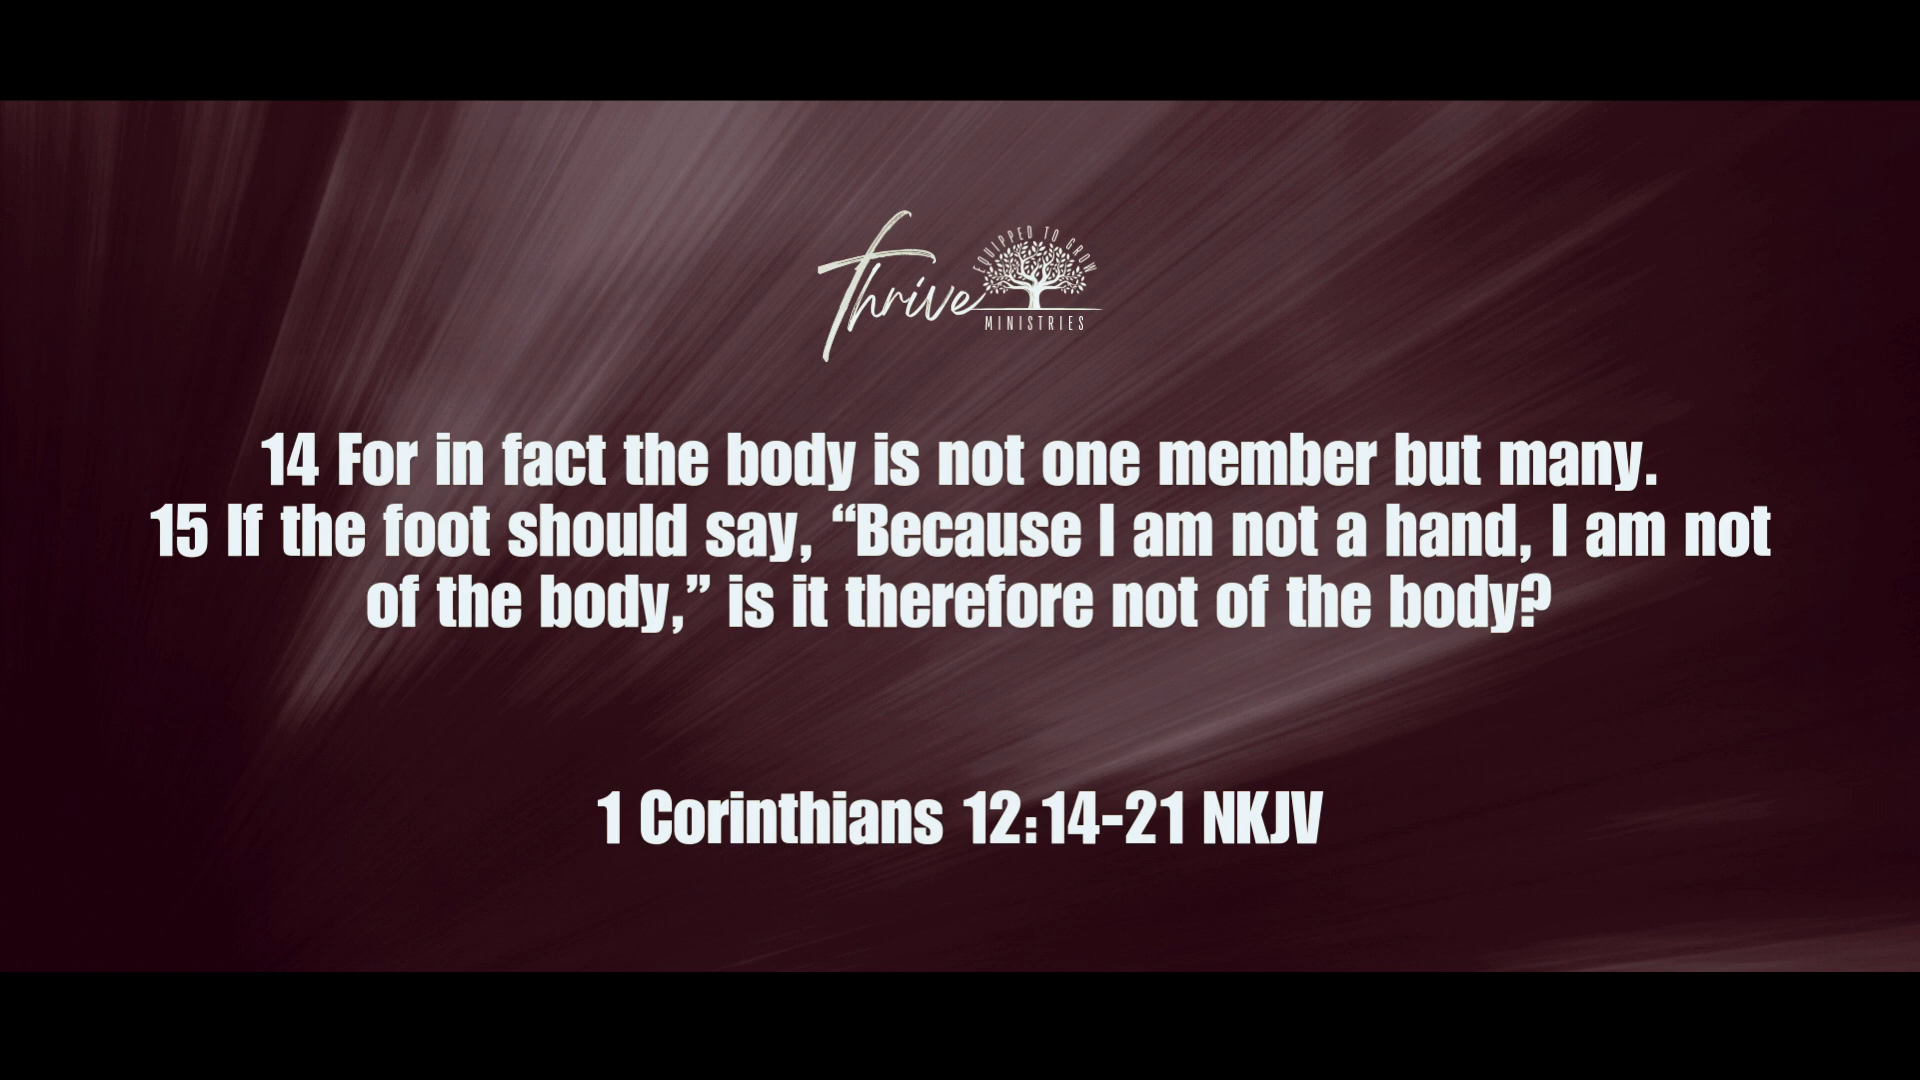 Thrive
EQUIPPED TO GROW
MINISTRIES
14 For in fact the body is not one member but many.
15 If the foot should say, “Because I am not a hand, I am not
of the body,” is it therefore not of the body?
1 Corinthians 12:14-21 NKJV